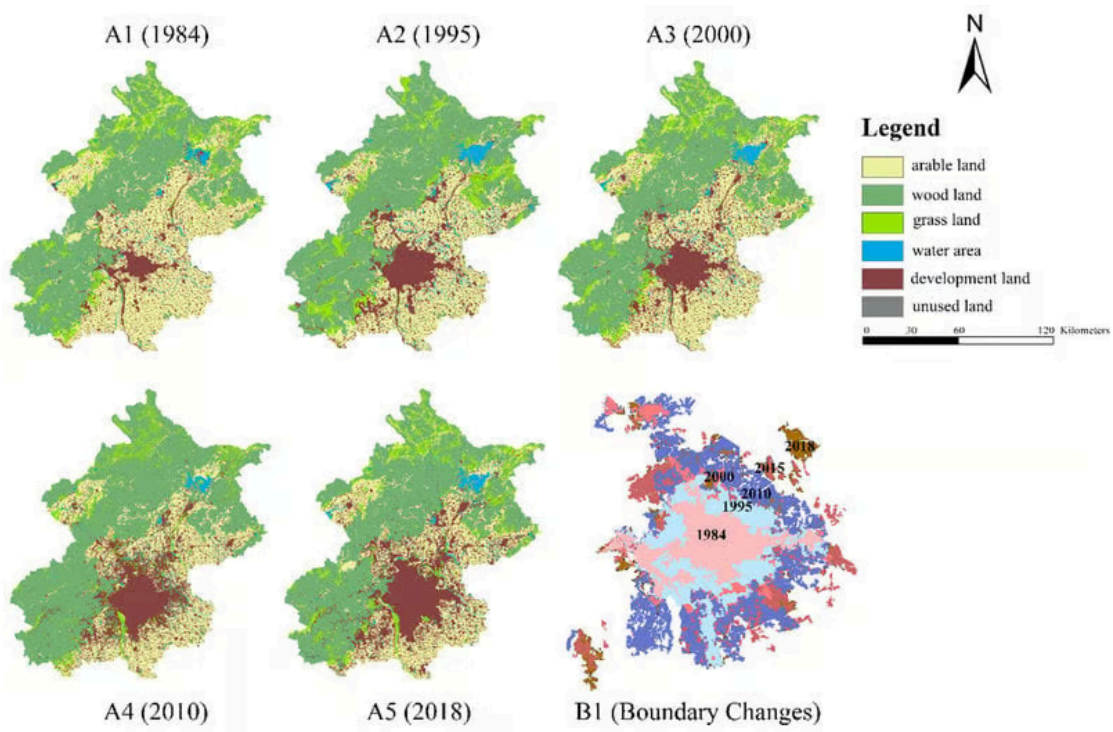 A1 (1984)
A2 (1995)
A3 (2000)
N
Legend
arable land
wood land
grass land
water area
development land
unused land
0 30 60 120 Kilometers
2018
2015
2000
2010
1995
1984
A4 (2010)
A5 (2018)
B1 (Boundary Changes)